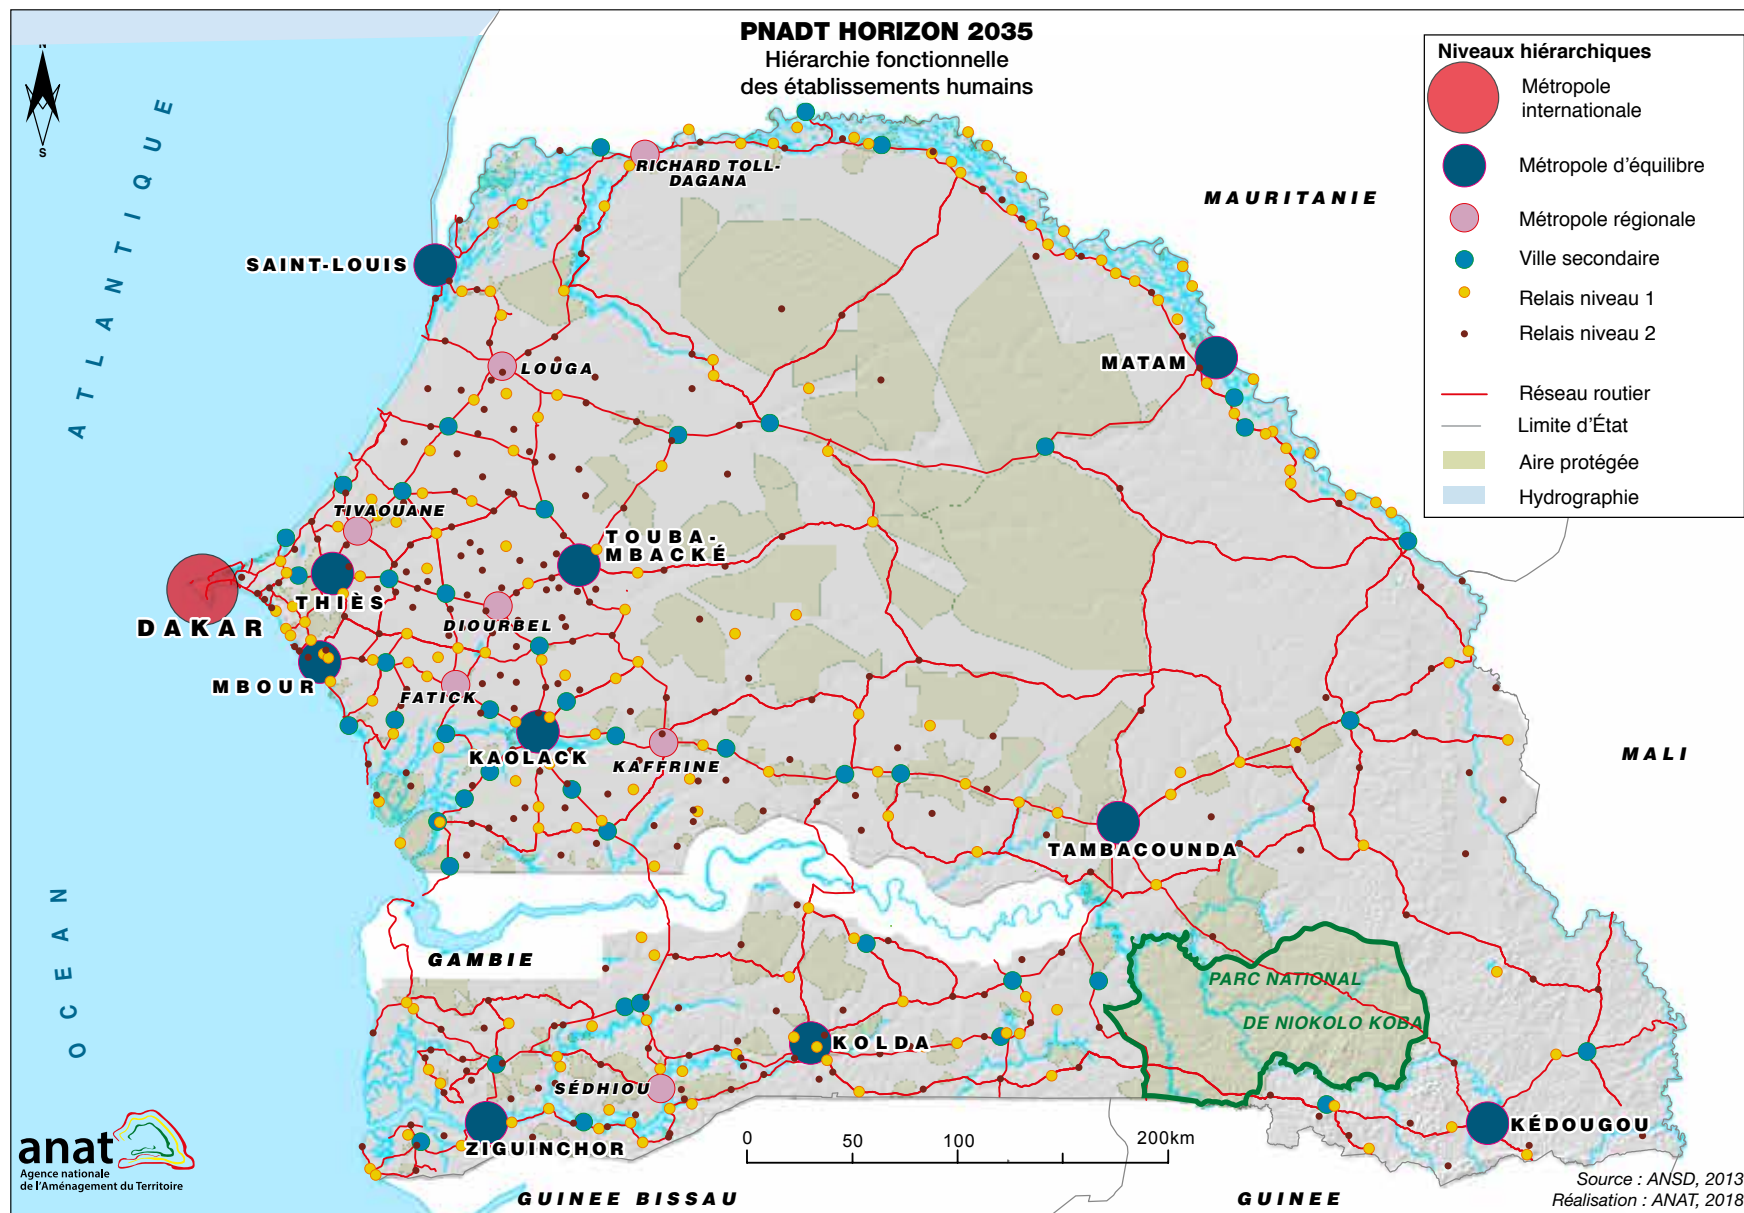 PNADT HORIZON 2035
Hiérarchie fonctionnelle
des établissements humains
N
S
Niveaux hiérarchiques
Métropole
internationale
Métropole d'équilibre
Métropole régionale
Ville secondaire
Relais niveau 1
Relais niveau 2
Réseau routier
Limite d'État
Aire protégée
Hydrographie
OCEAN
ATLANTIQUE
MAURITANIE
MALI
GAMBIE
GUINEE BISSAU
GUINEE
RICHARD TOLL-
DAGANA
SAINT-LOUIS
LOUGA
MATAM
TIVAOUANE
TOUBA-
MBACKÉ
THIÈS
DAKAR
DIOURBEL
MBOUR
FATICK
KAOLACK
KAFFRINE
TAMBACOUNDA
PARC NATIONAL
DE NIOKOLO KOBA
KOLDA
SÉDHIOU
ZIGUINCHOR
KÉDOUGOU
0 50 100 200km
anat
Agence nationale
de l'Aménagement du Territoire
Source : ANSD, 2013
Réalisation : ANAT, 2018